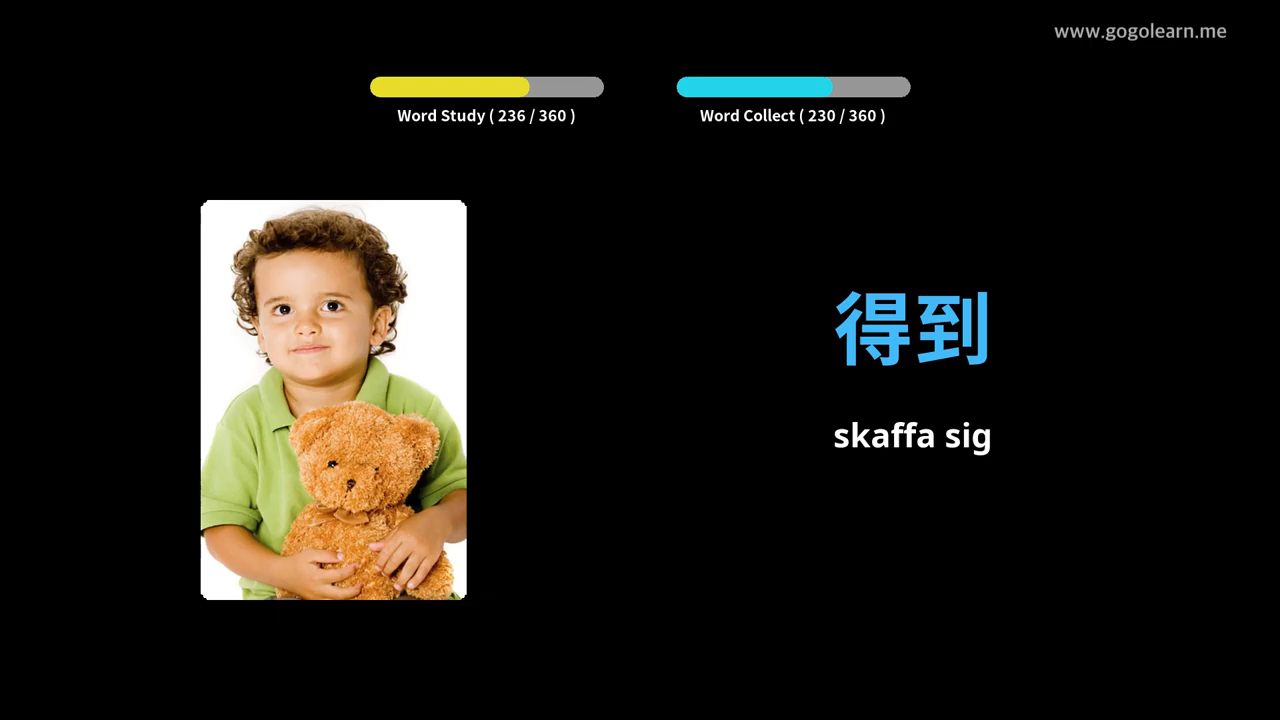 www.gogolearn.me
Word Study ( 236 / 360 )
Word Collect ( 230 / 360 )
得到
skaffa sig